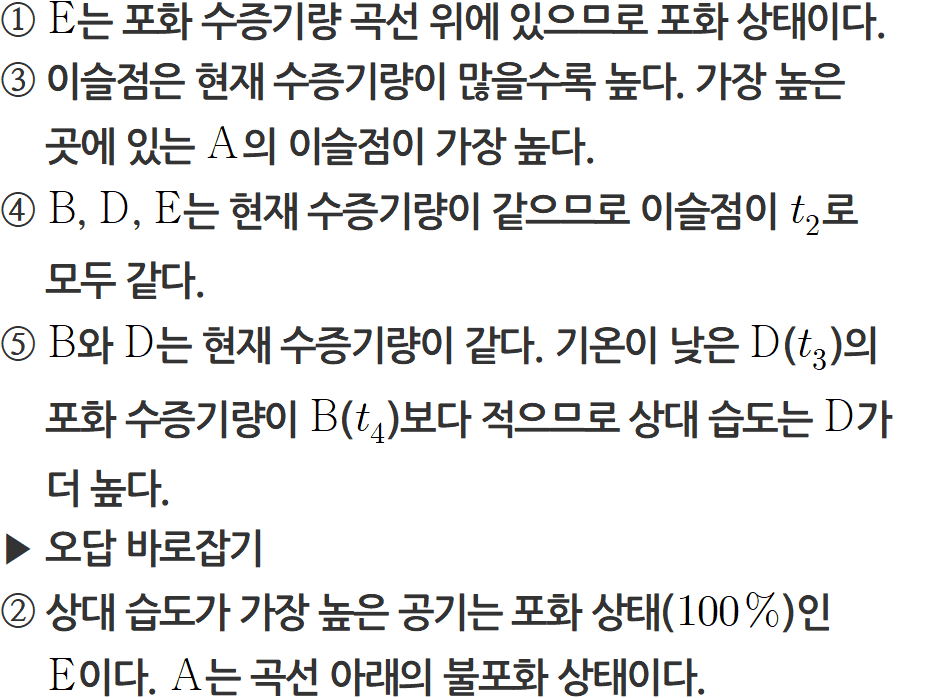 ① E는 포화 수증기량 곡선 위에 있으므로 포화 상태이다.
③ 이슬점은 현재 수증기량이 많을수록 높다. 가장 높은
곳에 있는 A의 이슬점이 가장 높다.
④ B, D, E는 현재 수증기량이 같으므로 이슬점이 t₂로
모두 같다.
⑤ B와 D는 현재 수증기량이 같다. 기온이 낮은 D(t₃)의
포화 수증기량이 B(t₄)보다 적으므로 상대 습도는 D가
더 높다.
▶ 오답 바로잡기
② 상대 습도가 가장 높은 공기는 포화 상태(100%)인
E이다. A는 곡선 아래의 불포화 상태이다.